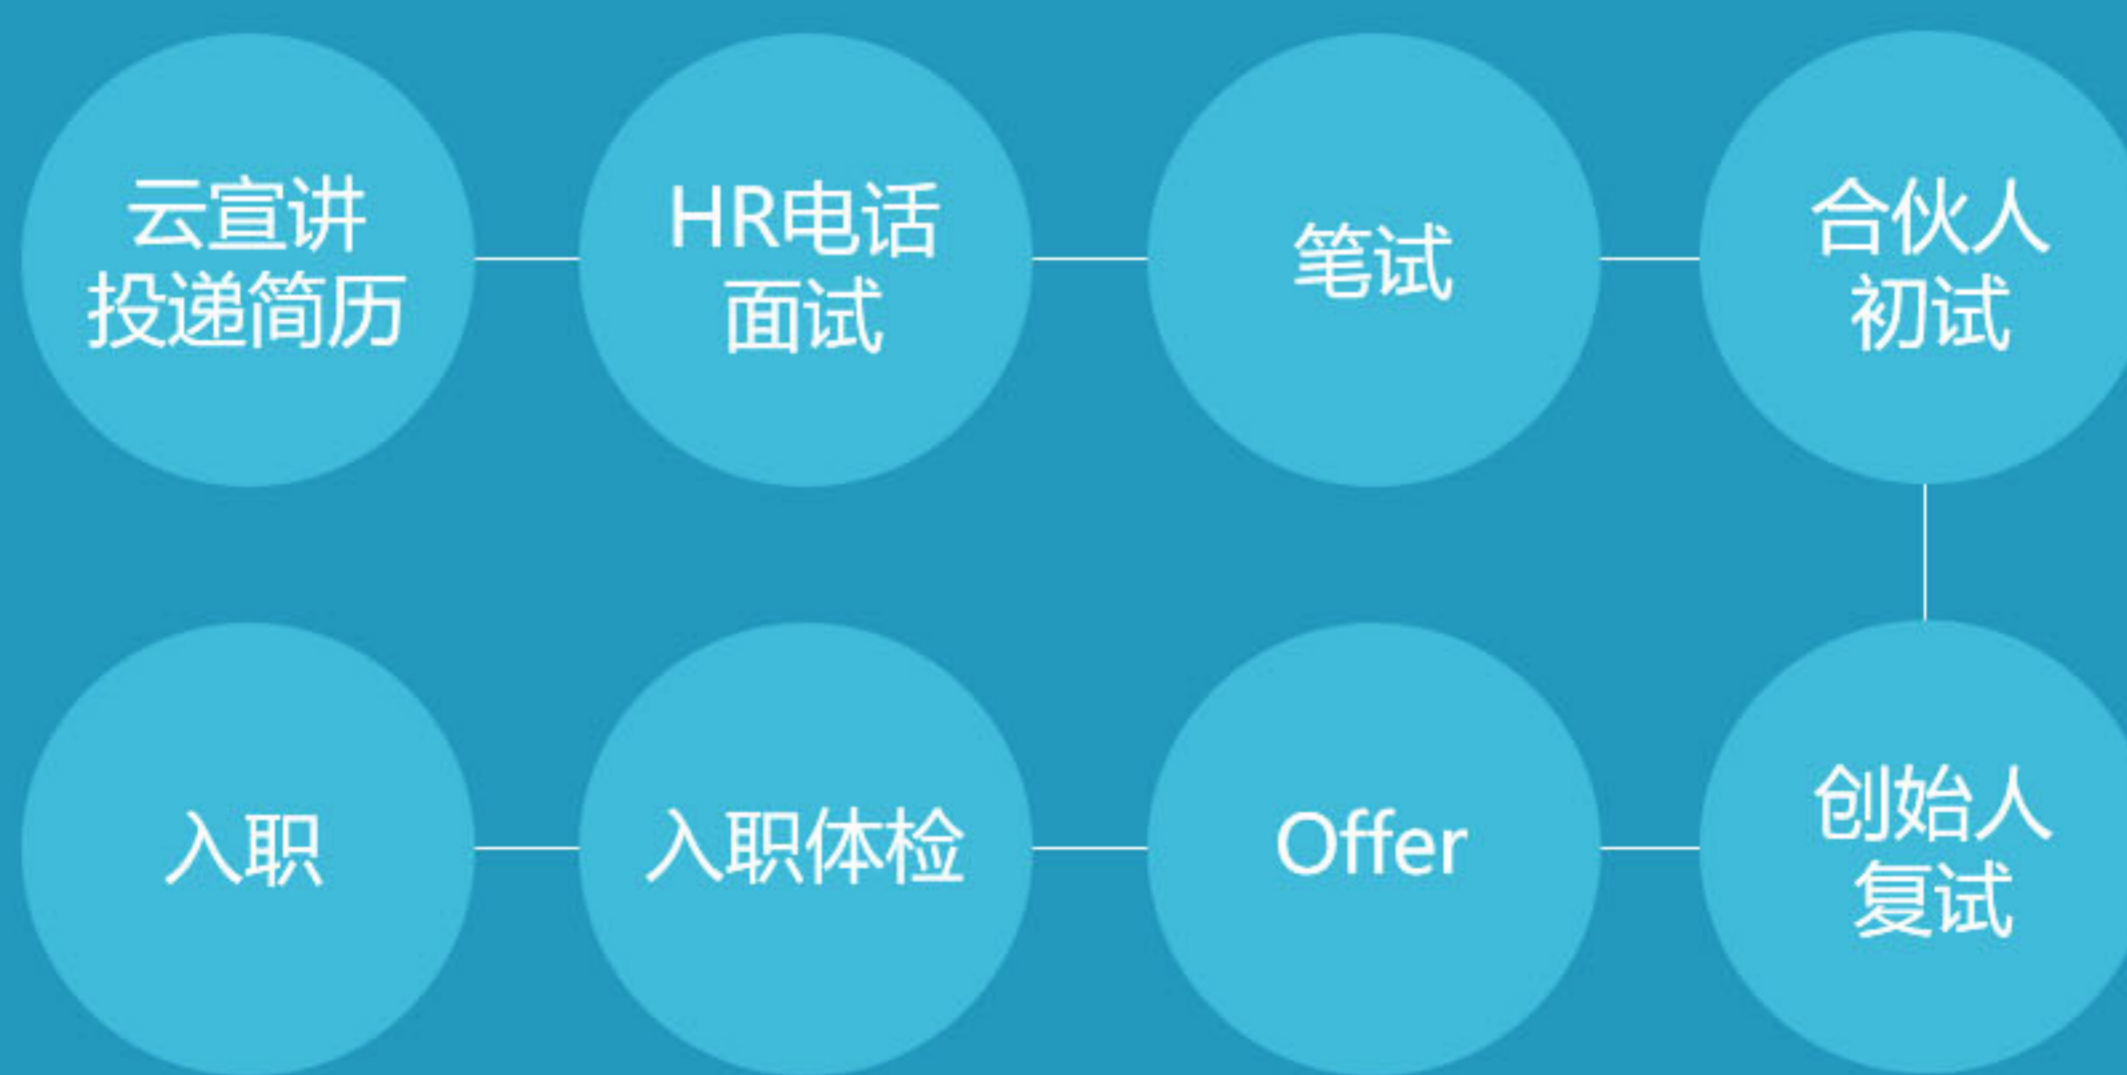 云宣讲
投递简历
HR电话
面试
笔试
合伙人
初试
创始人
复试
Offer
入职体检
入职